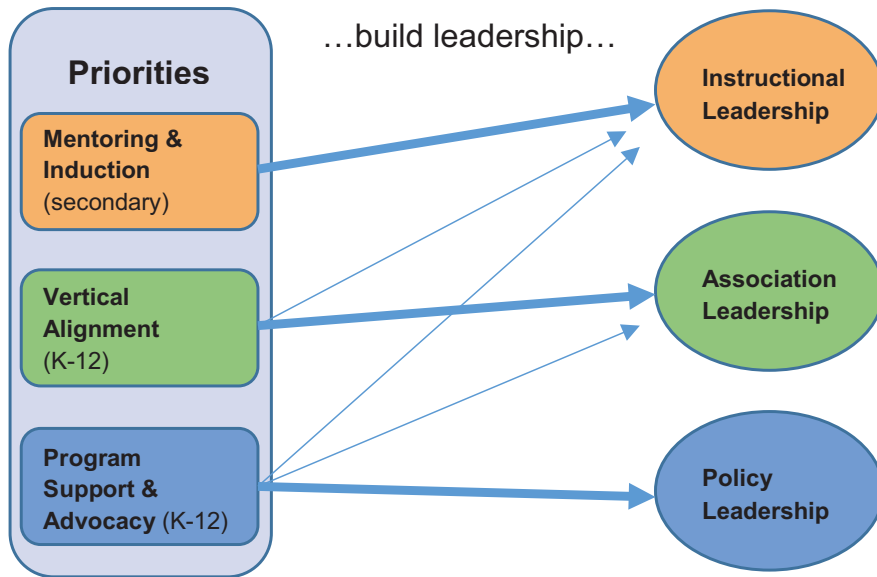 …build leadership…
Priorities
Mentoring &
Induction
(secondary)
Vertical
Alignment
(K-12)
Program
Support &
Advocacy (K-12)
Instructional
Leadership
Association
Leadership
Policy
Leadership